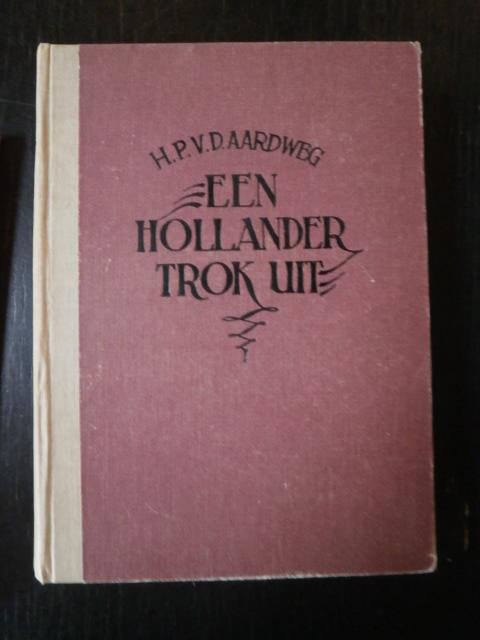 H.P.V.D.AARDWEG
EEN
HOLLANDER
TROK UIT